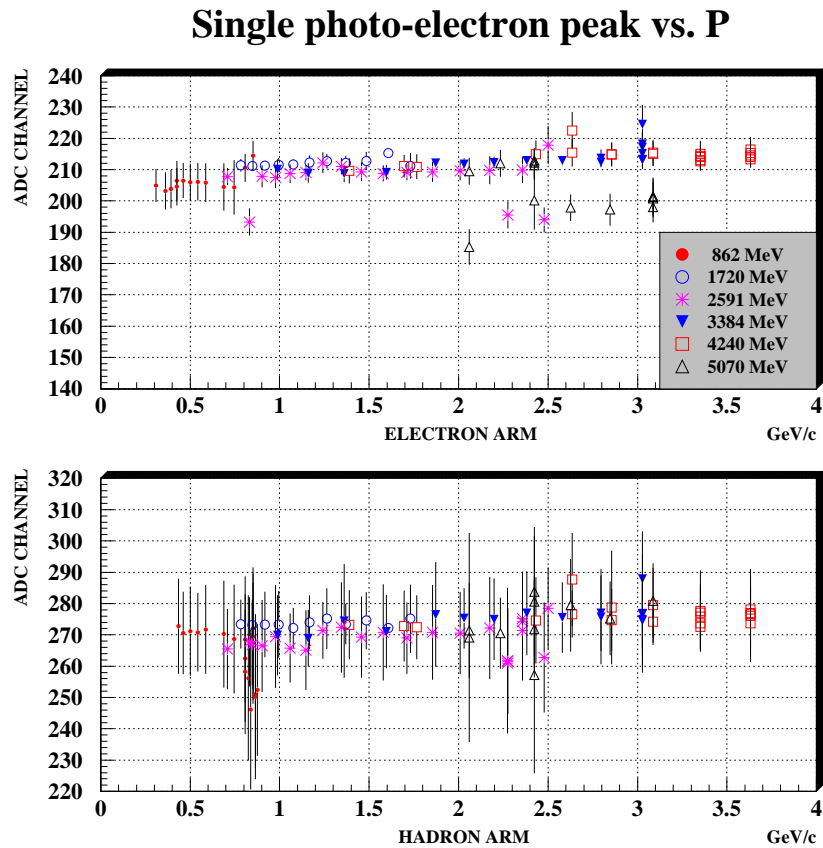 Single photo-electron peak vs. P
ADC CHANNEL
240
230
220
210
200
190
180
170
160
150
140
862 MeV
1720 MeV
2591 MeV
3384 MeV
4240 MeV
5070 MeV
0 0.5 1 1.5 2 2.5 3 3.5 4
ELECTRON ARM GeV/c
ADC CHANNEL
320
310
300
290
280
270
260
250
240
230
220
0 0.5 1 1.5 2 2.5 3 3.5 4
HADRON ARM GeV/c